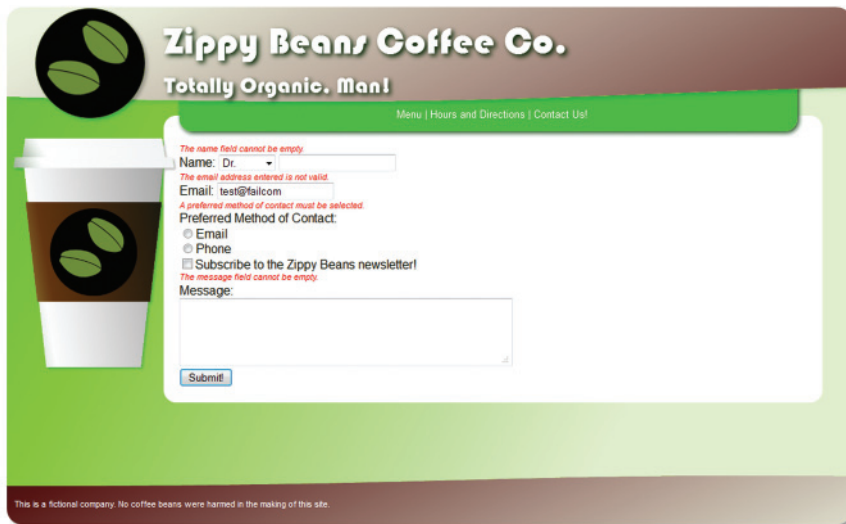 Zippy Beans Coffee Co.
Totally Organic. Man!
Menu | Hours and Directions | Contact Us!
The name field cannot be empty.
Name: Dr.
The email address entered is not valid.
Email: test@failcom
A preferred method of contact must be selected.
Preferred Method of Contact:
Email
Phone
Subscribe to the Zippy Beans newsletter!
The message field cannot be empty.
Message:
Submit!
This is a fictional company. No coffee beans were harmed in the making of this site.